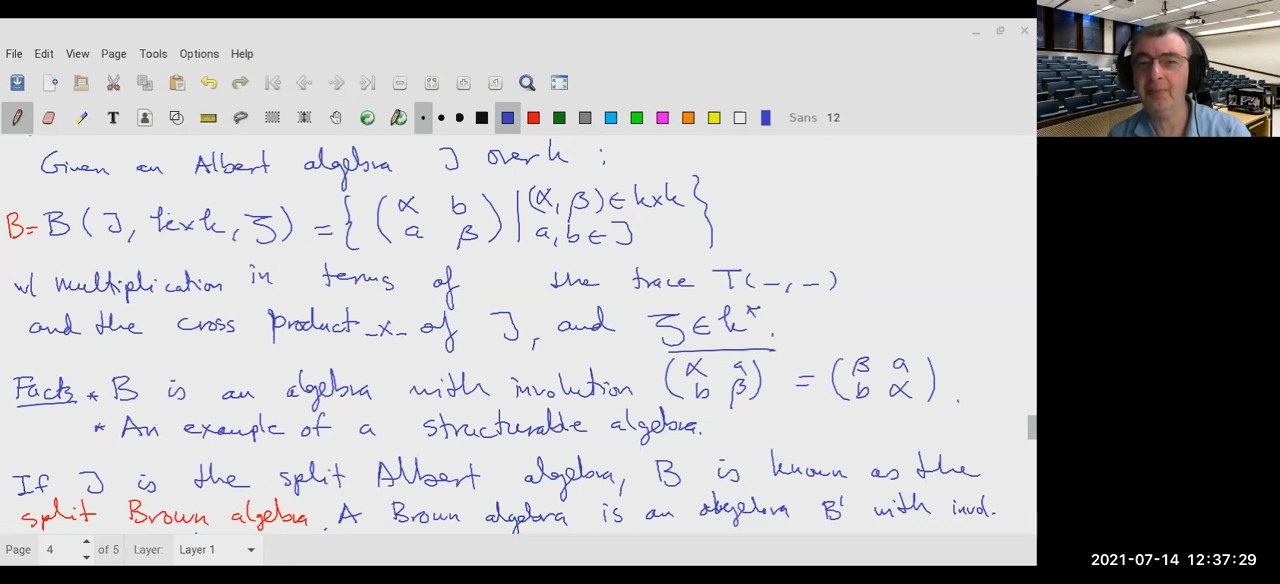 File Edit View Page Tools Options Help
Sans 12
Given an Albert algebra J over k :
B = B ( J, k×k, ζ ) = { ( α b a β ) | (α, β) ∈ k×k a, b ∈ J }
w/ multiplication in terms of the trace T(-,-)
and the cross product -×- of J, and ζ ∈ k*.
Facts * B is an algebra with involution \overline{( α a b β )} = ( β a b α ).
* An example of a structurable algebra.
If J is the split Albert algebra, B is known as the
split Brown algebra. A Brown algebra is an algebra B' with invol.
Page 4 of 5 Layer: Layer 1
2021-07-14 12:37:29